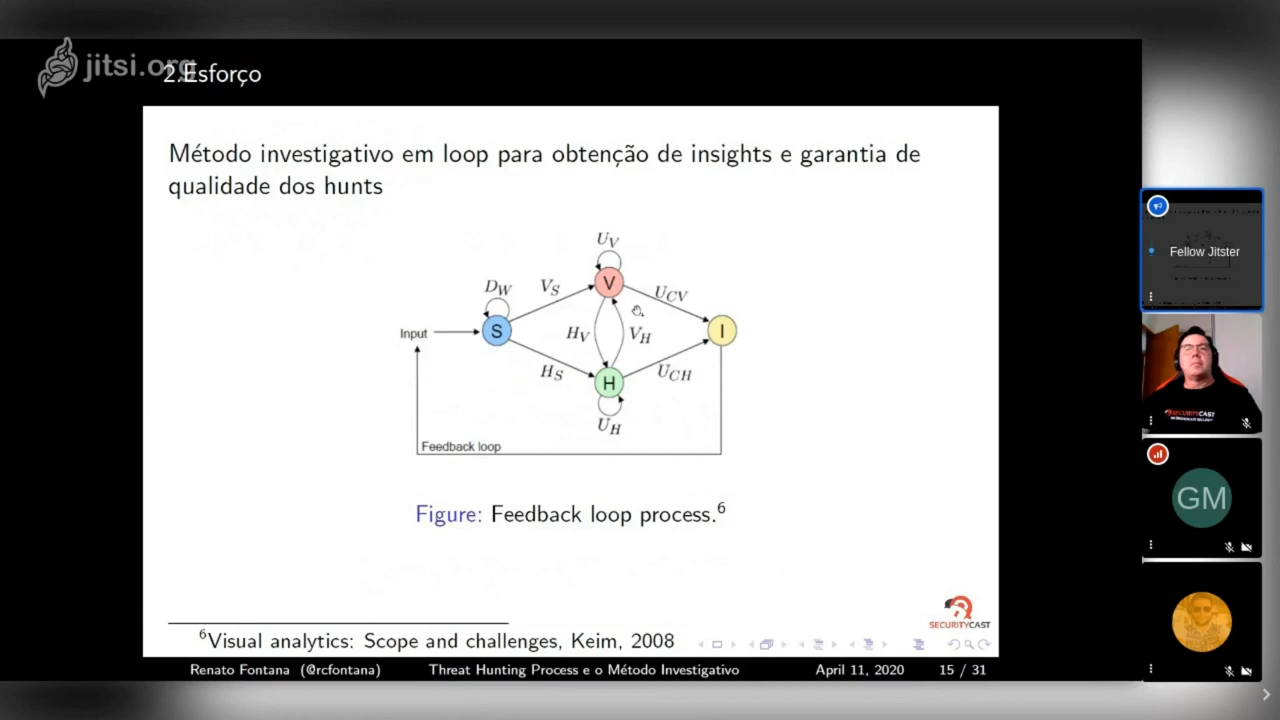 jitsi.org
2.Esforço
Método investigativo em loop para obtenção de insights e garantia de
qualidade dos hunts
U_V
D_W
V_S
V
U_CV
Input
S
H_V
V_H
I
H_S
H
U_CH
U_H
Feedback loop
Figure: Feedback loop process.⁶
SECURITYCAST
⁶Visual analytics: Scope and challenges, Keim, 2008
Renato Fontana (@rcfontana) Threat Hunting Process e o Método Investigativo April 11, 2020 15 / 31
Fellow Jitster
SECURITYCAST
GM